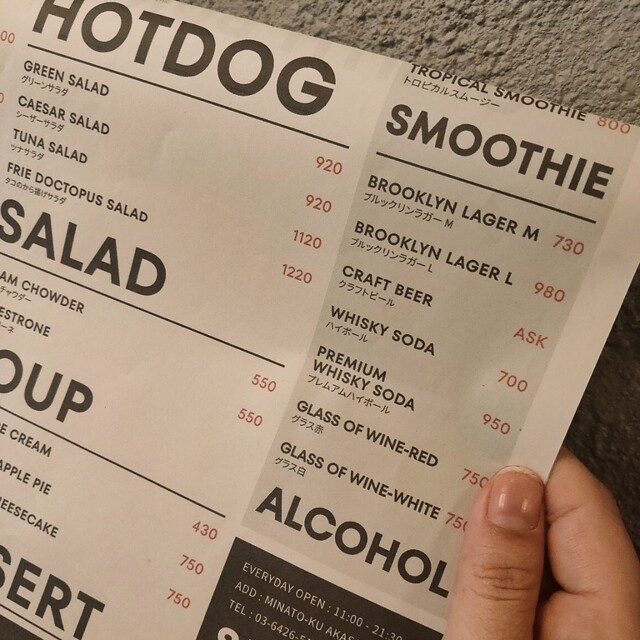 HOTDOG
GREEN SALAD 920
グリーンサラダ
CAESAR SALAD 920
シーザーサラダ
TUNA SALAD 1120
ツナサラダ
FRIE DOCTOPUS SALAD 1220
タコのから揚げサラダ
SALAD
AM CHOWDER 550
チャウダー
ESTRONE 550
ーネ
OUP
CE CREAM 430
APPLE PIE 750
HEESECAKE 750
SERT
TROPICAL SMOOTHIE 800
トロピカルスムージー
SMOOTHIE
BROOKLYN LAGER M 730
ブルックリンラガー M
BROOKLYN LAGER L 980
ブルックリンラガー L
CRAFT BEER ASK
クラフトビール
WHISKY SODA 700
ハイボール
PREMIUM
WHISKY SODA 950
プレムアムハイボール
GLASS OF WINE-RED 750
グラス赤
GLASS OF WINE-WHITE 750
グラス白
ALCOHOL
EVERYDAY OPEN : 11:00 - 21:30
ADD : MINATO-KU AKAS
TEL : 03-6426-5